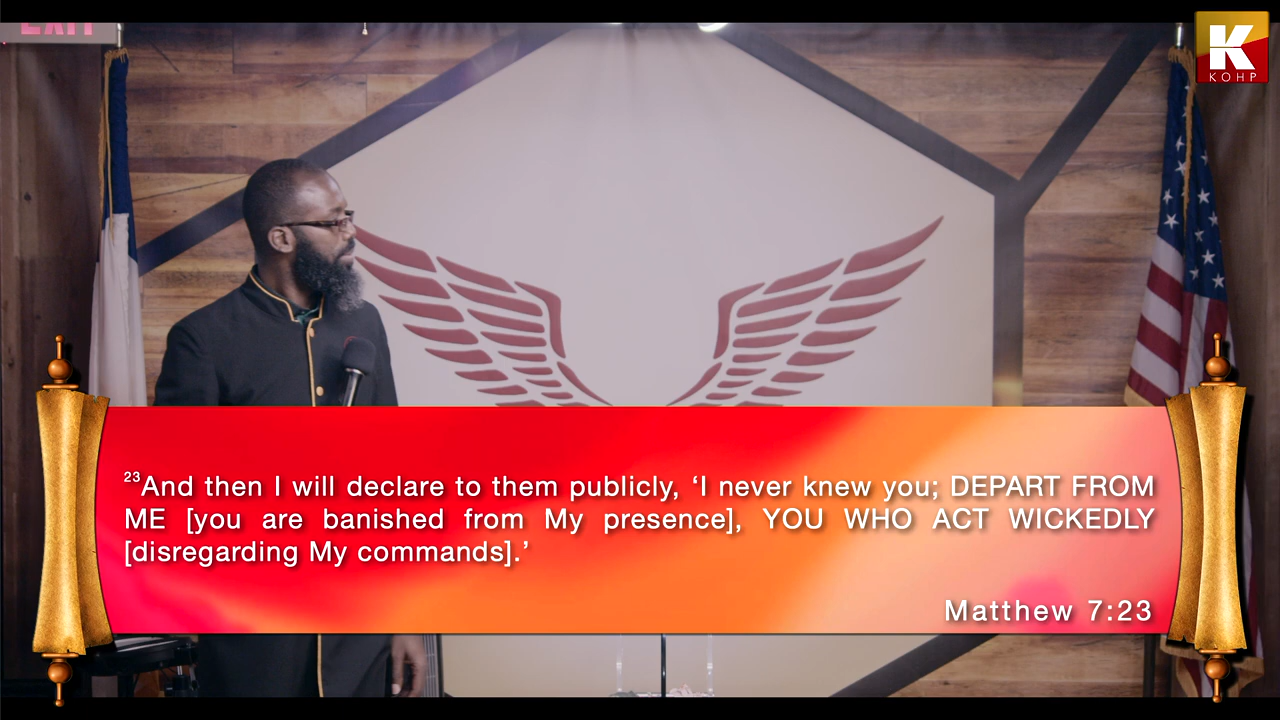 EXIT
K
KOHP
23And then I will declare to them publicly, ‘I never knew you; DEPART FROM
ME [you are banished from My presence], YOU WHO ACT WICKEDLY
[disregarding My commands].’
Matthew 7:23